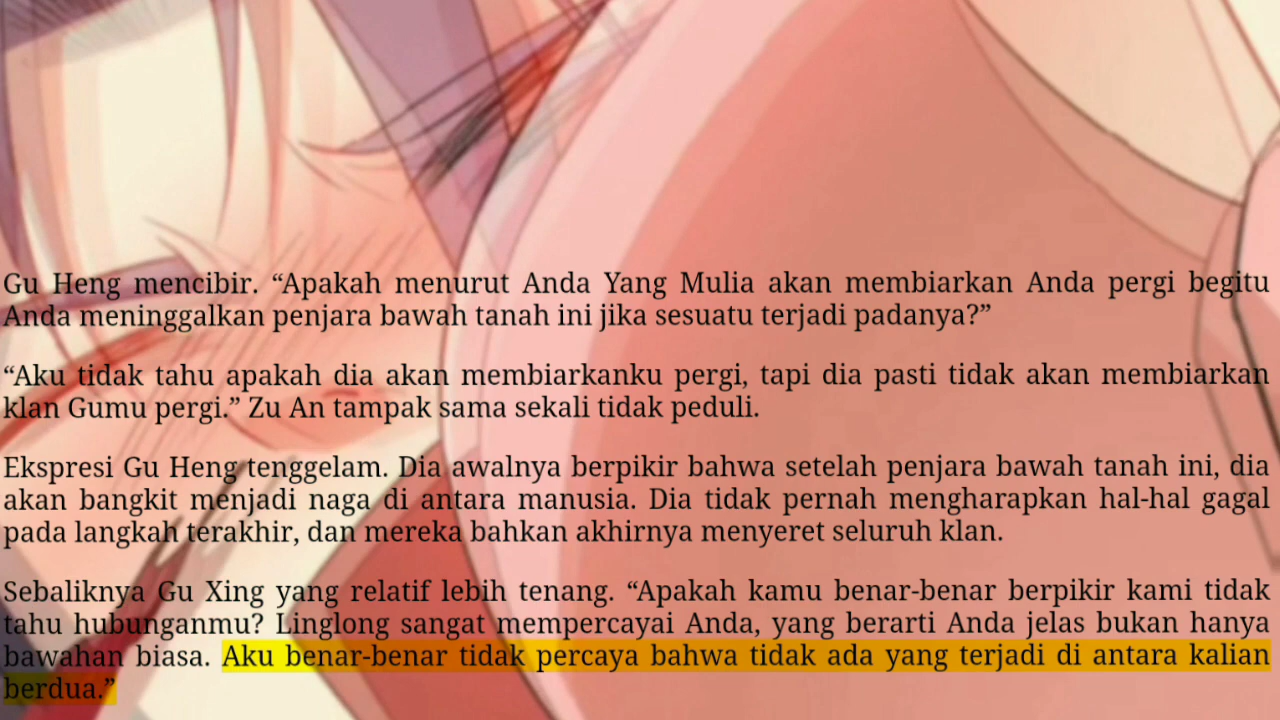 Gu Heng mencibir. “Apakah menurut Anda Yang Mulia akan membiarkan Anda pergi begitu
Anda meninggalkan penjara bawah tanah ini jika sesuatu terjadi padanya?”
“Aku tidak tahu apakah dia akan membiarkanku pergi, tapi dia pasti tidak akan membiarkan
klan Gumu pergi.” Zu An tampak sama sekali tidak peduli.
Ekspresi Gu Heng tenggelam. Dia awalnya berpikir bahwa setelah penjara bawah tanah ini, dia
akan bangkit menjadi naga di antara manusia. Dia tidak pernah mengharapkan hal-hal gagal
pada langkah terakhir, dan mereka bahkan akhirnya menyeret seluruh klan.
Sebaliknya Gu Xing yang relatif lebih tenang. “Apakah kamu benar-benar berpikir kami tidak
tahu hubunganmu? Linglong sangat mempercayai Anda, yang berarti Anda jelas bukan hanya
bawahan biasa. Aku benar-benar tidak percaya bahwa tidak ada yang terjadi di antara kalian
berdua.”